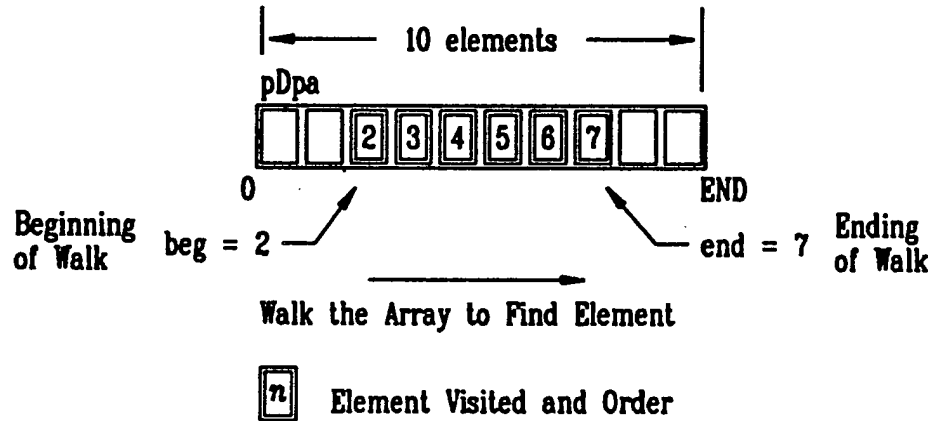 10 elements
pDpa
2 3 4 5 6 7
0 END
Beginning of Walk beg = 2 end = 7 Ending of Walk
Walk the Array to Find Element
n Element Visited and Order